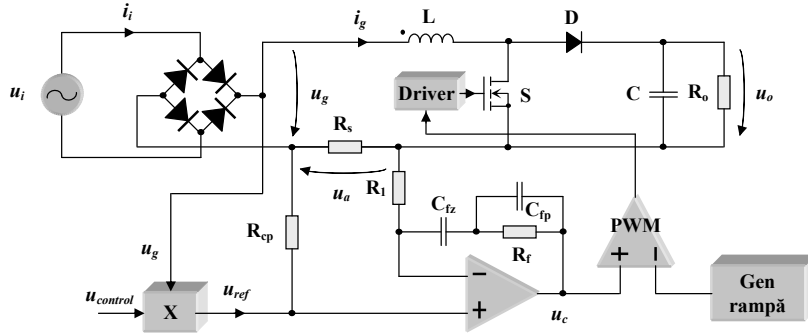 i_i
i_g
L
D
u_i
u_g
Driver
S
C
R_o
u_o
R_s
u_a
R_1
C_fz
C_fp
R_f
R_cp
PWM
u_g
u_control
X
u_ref
u_c
Gen
rampă